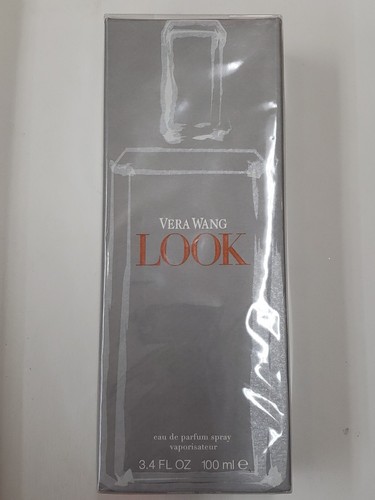 VERA WANG
LOOK
eau de parfum spray
vaporisateur
3.4 FL OZ 100 ml ℮